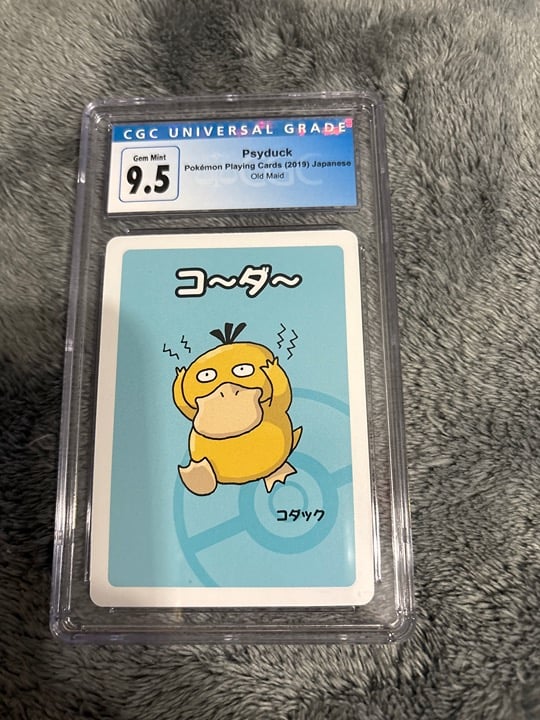 CGC UNIVERSAL GRADE
Gem Mint
9.5
Psyduck
Pokémon Playing Cards (2019) Japanese
Old Maid
コ～ダ～
コダック